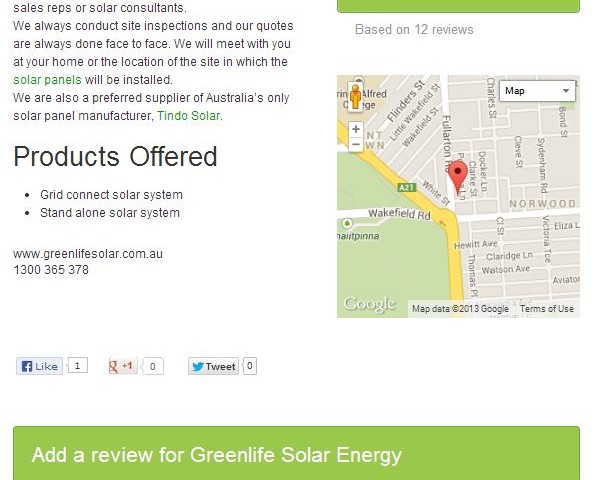 sales reps or solar consultants.
We always conduct site inspections and our quotes
are always done face to face. We will meet with you
at your home or the location of the site in which the
solar panels will be installed.
We are also a preferred supplier of Australia's only
solar panel manufacturer, Tindo Solar.
Products Offered
Grid connect solar system
Stand alone solar system
www.greenlifesolar.com.au
1300 365 378
Based on 12 reviews
Map
Alfred
Flinders St
Little Wakefield St
Wakefield St
Fullarton Rd
Charles St
Bond St
Docker Ln
Clarke St
Cleve St
Sydenham Rd
White St
A21
NORWOOD
Wakefield Rd
Cl St
Victoria Tce
Eliza L
Hewitt Ave
Claridge Ln
Watson Ave
Thomas Pl
Aviator
Google
Map data ©2013 Google
Terms of Use
Like
1
+1
0
Tweet
0
Add a review for Greenlife Solar Energy